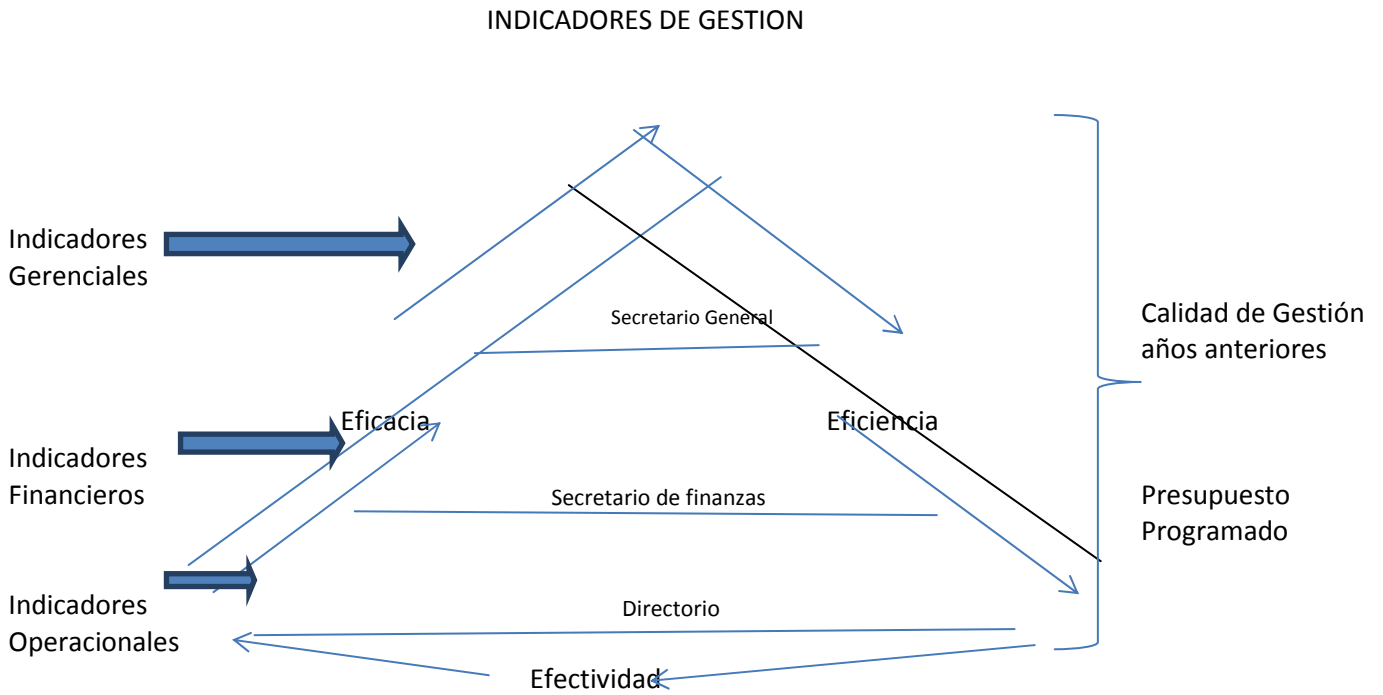 INDICADORES DE GESTION
Indicadores
Gerenciales
Secretario General
Calidad de Gestión
años anteriores
Eficacia
Eficiencia
Indicadores
Financieros
Secretario de finanzas
Presupuesto
Programado
Indicadores
Operacionales
Directorio
Efectividad